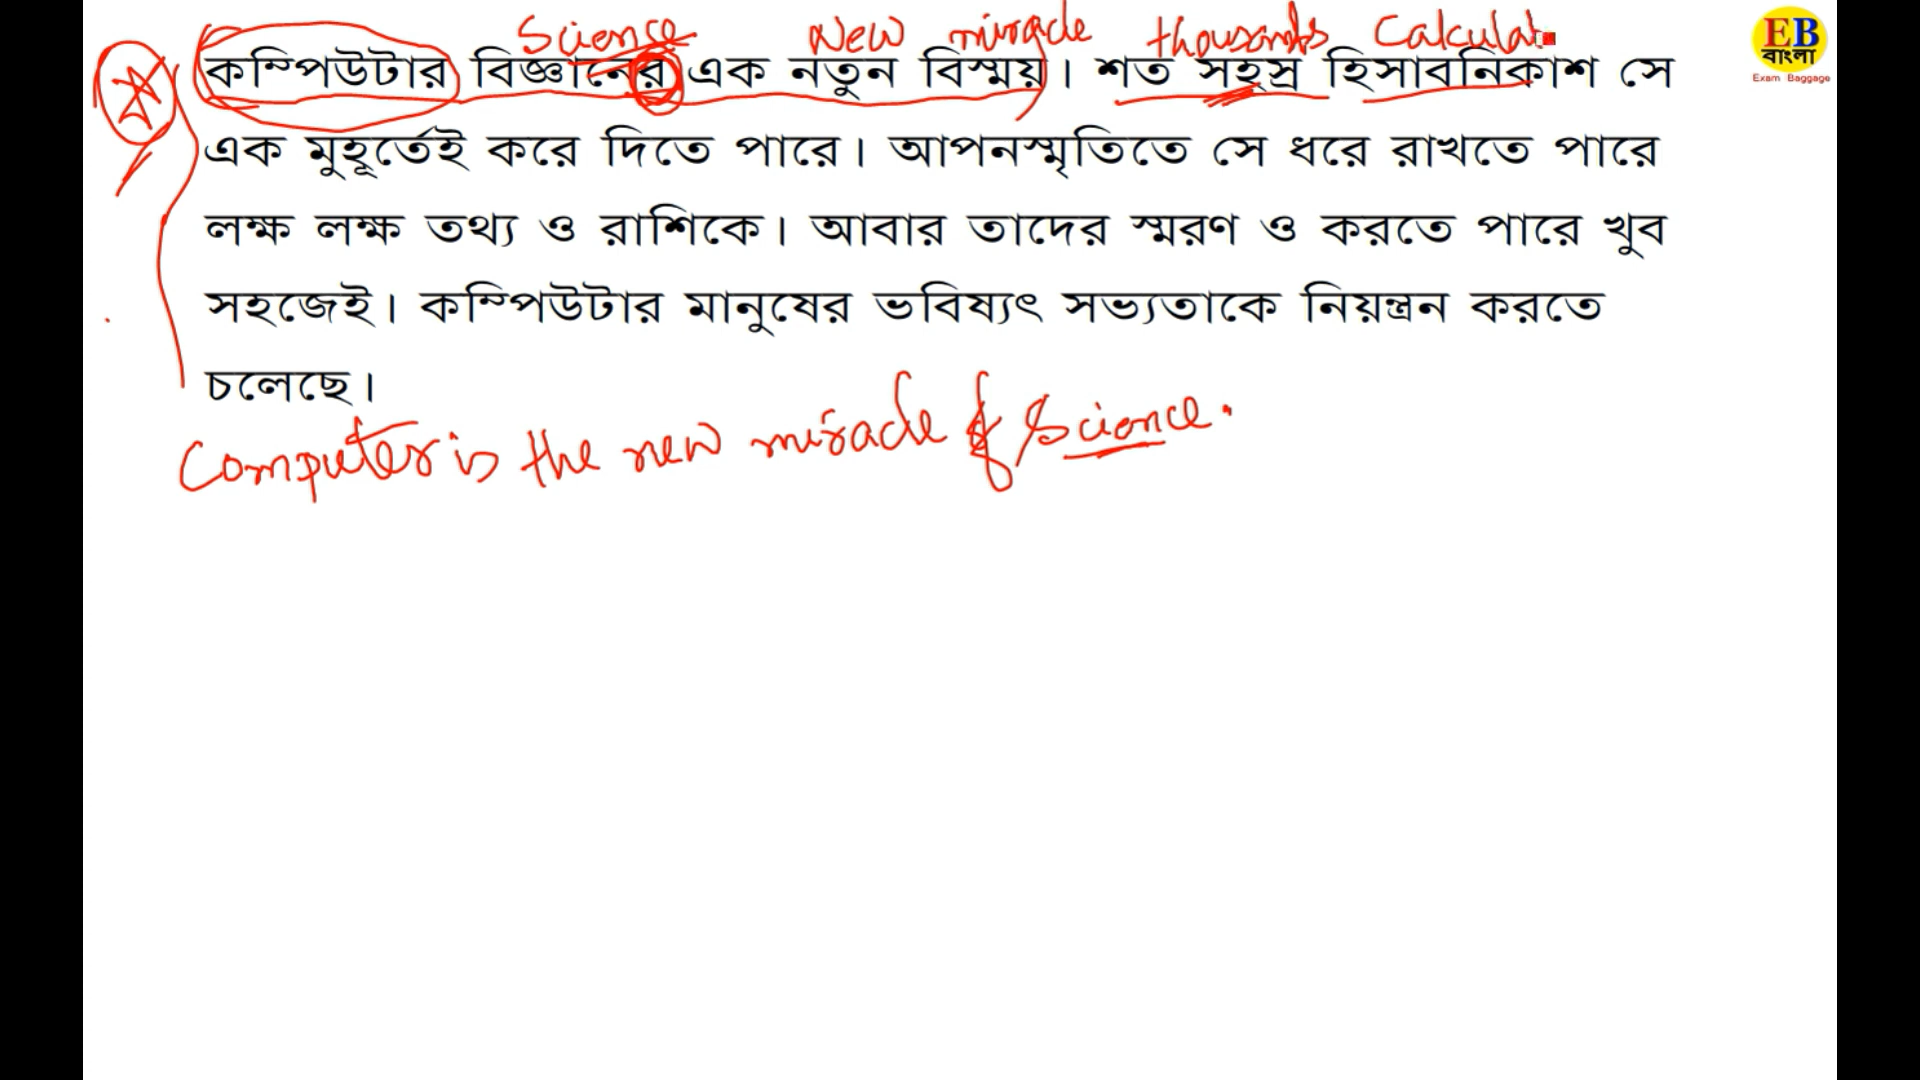 Science New miracle thousands Calculat
EB
বাংলা
Exam Baggage
কম্পিউটার বিজ্ঞানের এক নতুন বিস্ময়। শত সহস্র হিসাবনিকাশ সে
এক মুহূর্তেই করে দিতে পারে। আপনস্মৃতিতে সে ধরে রাখতে পারে
লক্ষ লক্ষ তথ্য ও রাশিকে। আবার তাদের স্মরণ ও করতে পারে খুব
সহজেই। কম্পিউটার মানুষের ভবিষ্যৎ সভ্যতাকে নিয়ন্ত্রন করতে
চলেছে।
Computer is the new miracle of Science.